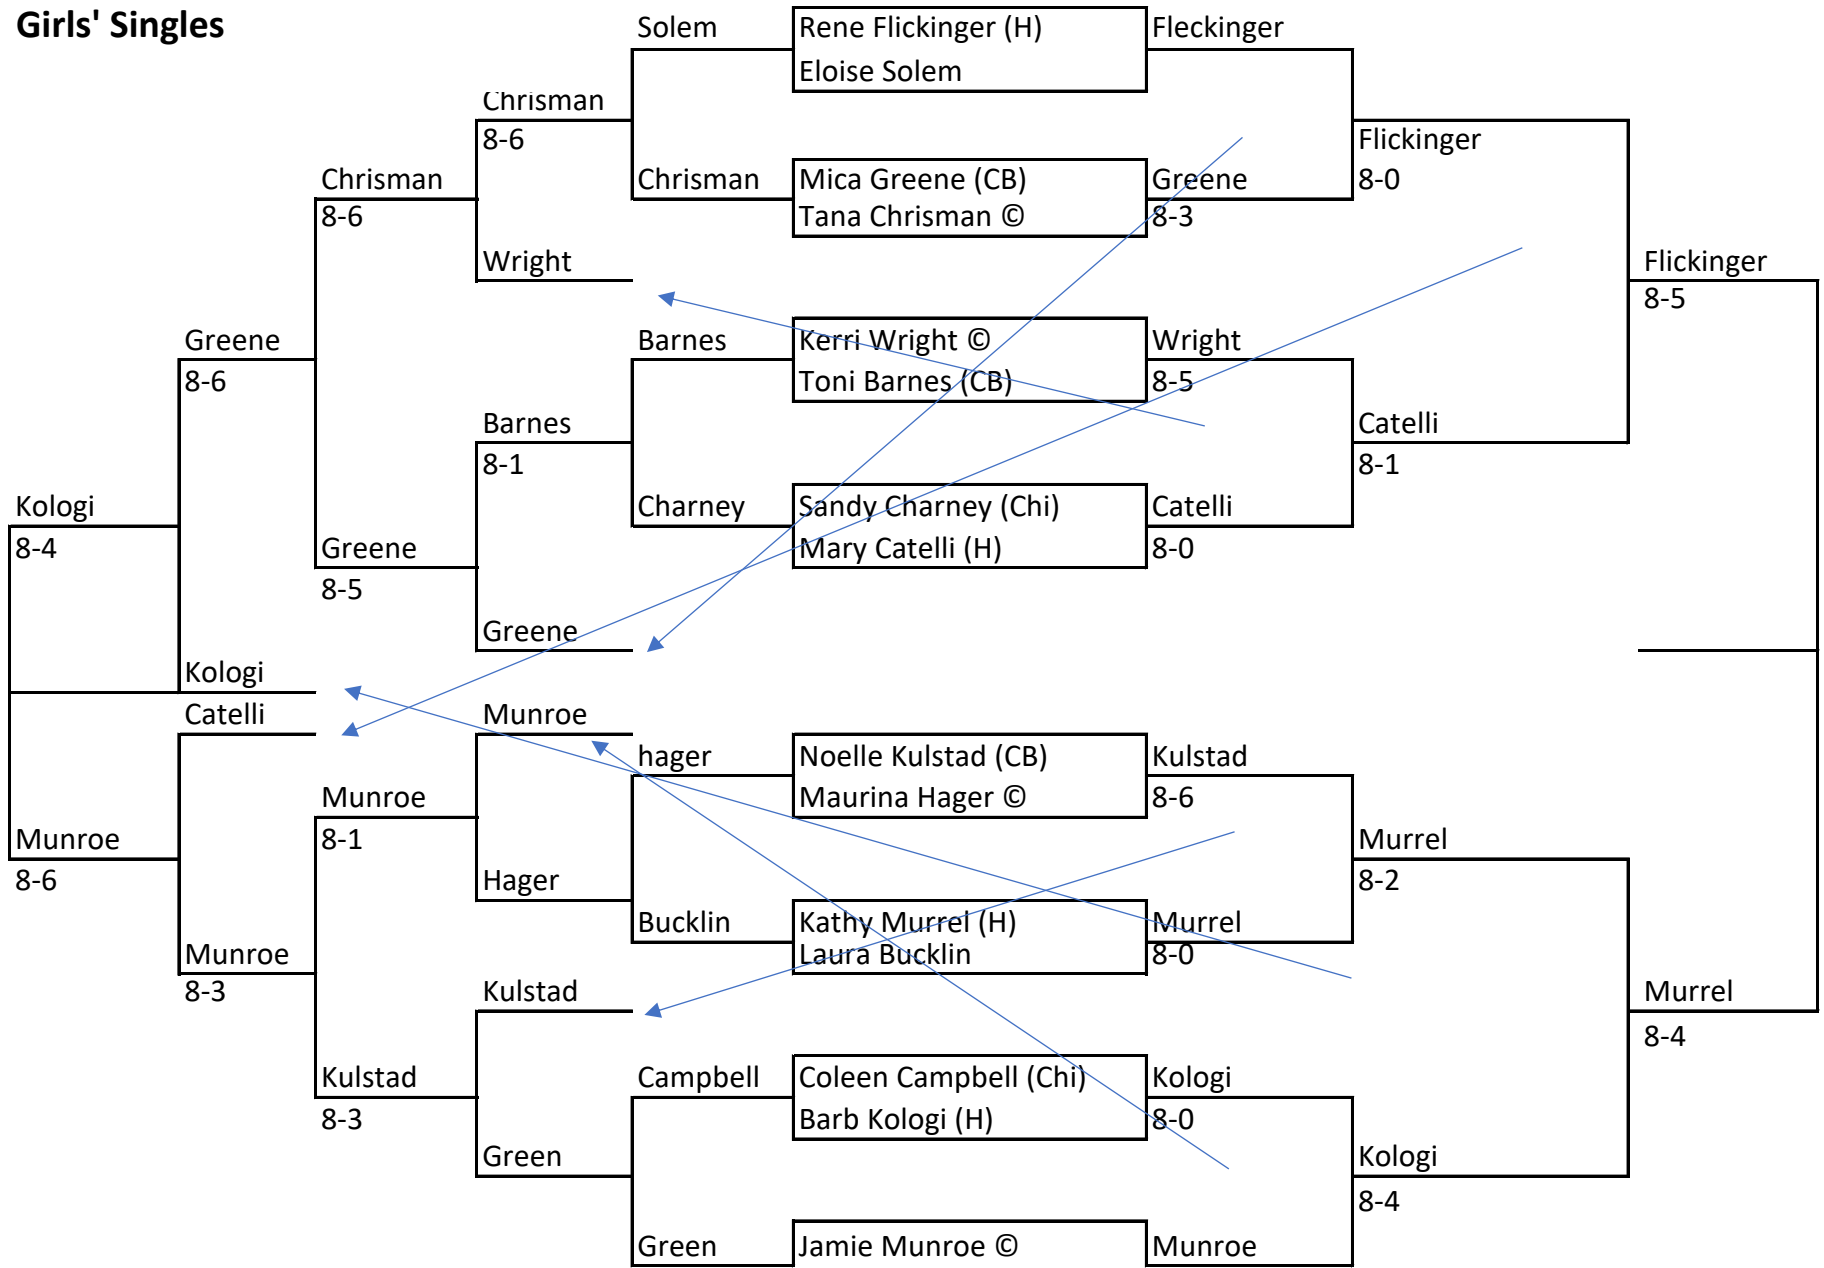 Girls' Singles
Solem
Rene Flickinger (H)
Fleckinger
Eloise Solem
Chrisman
8-6
Flickinger
Chrisman
Chrisman
Mica Greene (CB)
Greene
8-0
8-6
Tana Chrisman ©
8-3
Wright
Flickinger
8-5
Greene
Barnes
Kerri Wright ©
Wright
8-6
Toni Barnes (CB)
8-5
Barnes
Catelli
8-1
8-1
Kologi
Charney
Sandy Charney (Chi)
Catelli
8-4
Greene
Mary Catelli (H)
8-0
8-5
Greene
Kologi
Catelli
Munroe
hager
Noelle Kulstad (CB)
Kulstad
Munroe
Maurina Hager ©
8-6
Munroe
8-1
Murrel
8-6
Hager
8-2
Bucklin
Kathy Murrel (H)
Murrel
Munroe
Laura Bucklin
8-0
8-3
Kulstad
Murrel
8-4
Kulstad
Campbell
Coleen Campbell (Chi)
Kologi
8-3
Barb Kologi (H)
8-0
Green
Kologi
8-4
Green
Jamie Munroe ©
Munroe